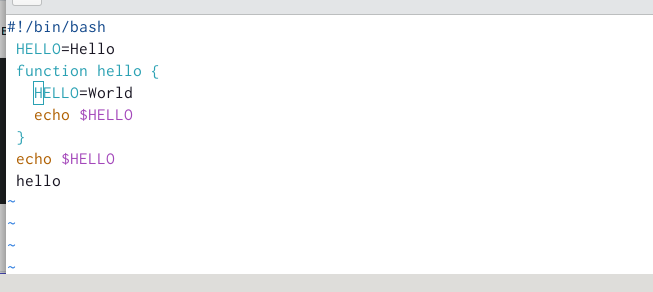 #!/bin/bash
HELLO=Hello
function hello {
HELLO=World
echo $HELLO
}
echo $HELLO
hello
~
~
~
~